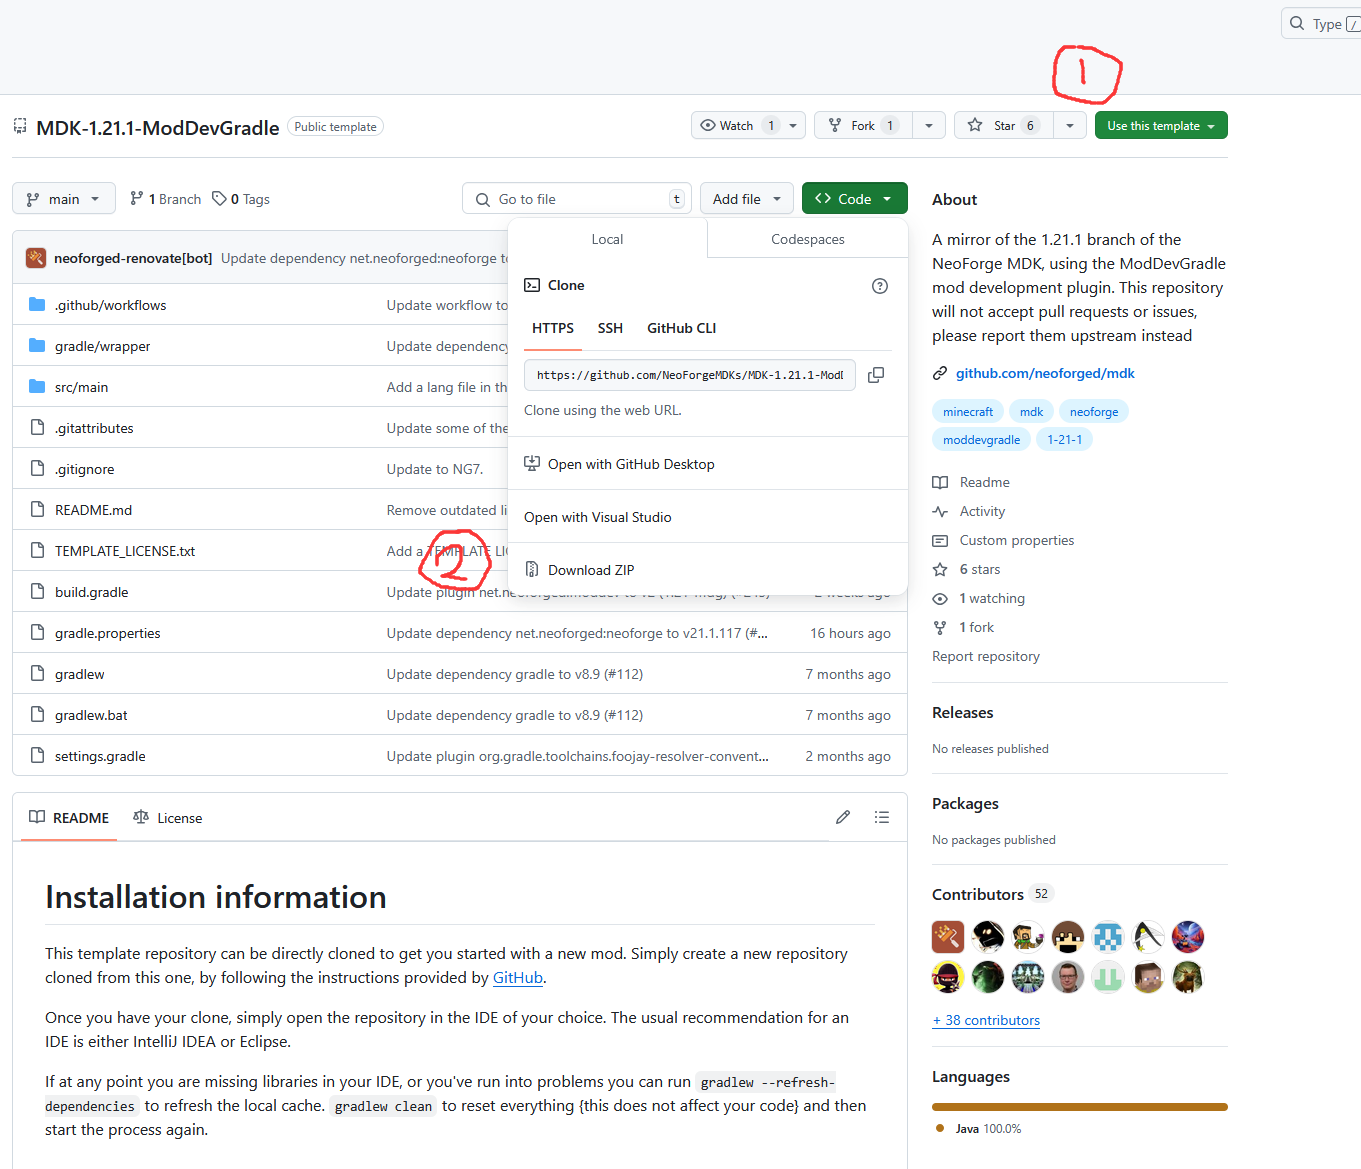 Type /
1
MDK-1.21.1-ModDevGradle Public template
Watch 1 Fork 1 Star 6 Use this template
main 1 Branch 0 Tags Go to file t Add file <> Code
Local Codespaces
neoforged-renovate[bot] Update dependency net.neoforged:neoforge to
Clone
.github/workflows Update workflow to
HTTPS SSH GitHub CLI
gradle/wrapper Update dependency
https://github.com/NeoForgeMDKs/MDK-1.21.1-ModD
src/main Add a lang file in th
Clone using the web URL.
.gitattributes Update some of the
Open with GitHub Desktop
.gitignore Update to NG7.
README.md Remove outdated li
Open with Visual Studio
TEMPLATE_LICENSE.txt Add a TEMPLATE LIC
2
Download ZIP
build.gradle Update plugin net.neoforged.moddev to v2 (1.21 mdg) (#245) 2 weeks ago
gradle.properties Update dependency net.neoforged:neoforge to v21.1.117 (#... 16 hours ago
gradlew Update dependency gradle to v8.9 (#112) 7 months ago
gradlew.bat Update dependency gradle to v8.9 (#112) 7 months ago
settings.gradle Update plugin org.gradle.toolchains.foojay-resolver-convent... 2 months ago
README License
Installation information
This template repository can be directly cloned to get you started with a new mod. Simply create a new repository
cloned from this one, by following the instructions provided by GitHub.
Once you have your clone, simply open the repository in the IDE of your choice. The usual recommendation for an
IDE is either IntelliJ IDEA or Eclipse.
If at any point you are missing libraries in your IDE, or you've run into problems you can run gradlew --refresh-
dependencies to refresh the local cache. gradlew clean to reset everything {this does not affect your code} and then
start the process again.
About
A mirror of the 1.21.1 branch of the
NeoForge MDK, using the ModDevGradle
mod development plugin. This repository
will not accept pull requests or issues,
please report them upstream instead
github.com/neoforged/mdk
minecraft mdk neoforge
moddevgradle 1-21-1
Readme
Activity
Custom properties
6 stars
1 watching
1 fork
Report repository
Releases
No releases published
Packages
No packages published
Contributors 52
+ 38 contributors
Languages
Java 100.0%